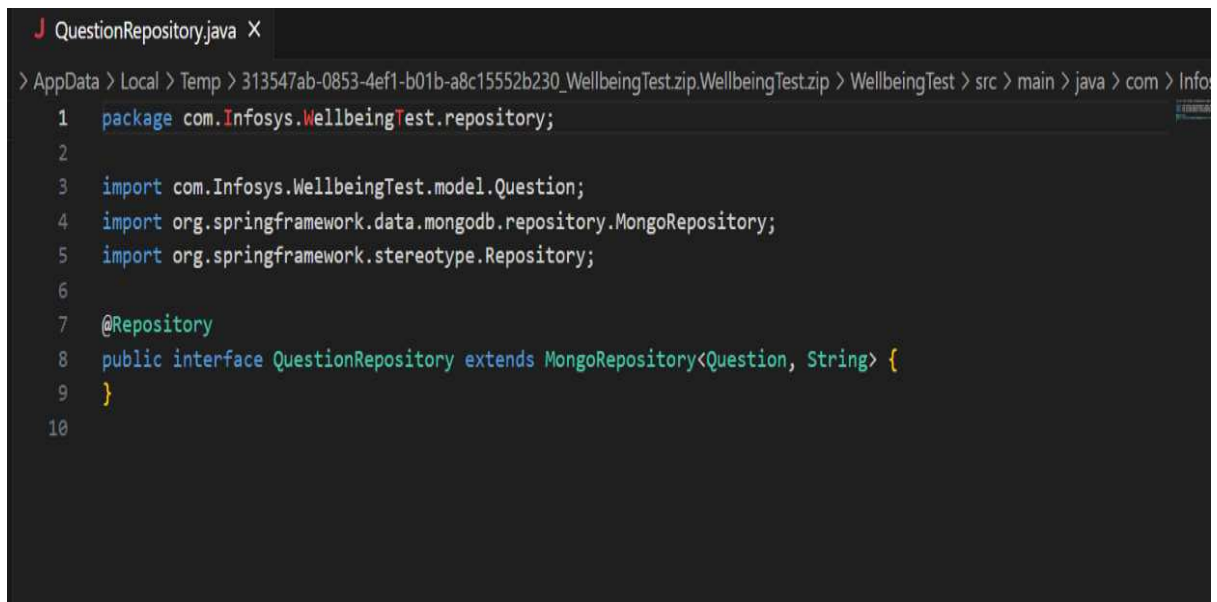 J QuestionRepository.java X
> AppData > Local > Temp > 313547ab-0853-4ef1-b01b-a8c15552b230_WellbeingTest.zip.WellbeingTest.zip > WellbeingTest > src > main > java > com > Infos
1 package com.Infosys.WellbeingTest.repository;
2
3 import com.Infosys.WellbeingTest.model.Question;
4 import org.springframework.data.mongodb.repository.MongoRepository;
5 import org.springframework.stereotype.Repository;
6
7 @Repository
8 public interface QuestionRepository extends MongoRepository<Question, String> {
9 }
10